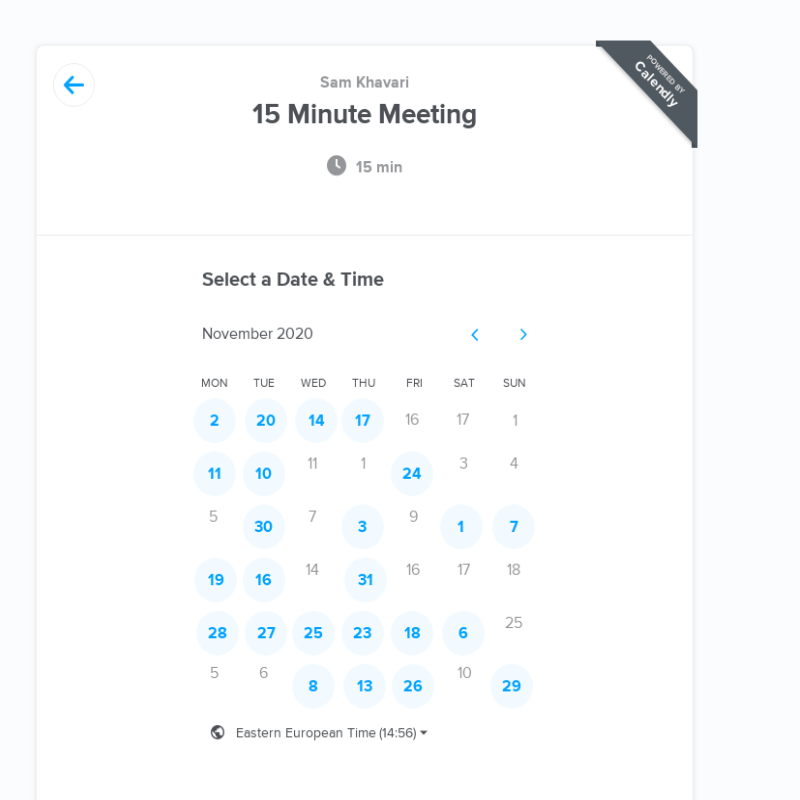 POWERED BY
Calendly
Sam Khavari
15 Minute Meeting
15 min
Select a Date & Time
November 2020
MON TUE WED THU FRI SAT SUN
2 20 14 17 16 17 1
11 10 11 1 24 3 4
5 30 7 3 9 1 7
19 16 14 31 16 17 18
28 27 25 23 18 6 25
5 6 8 13 26 10 29
Eastern European Time (14:56)